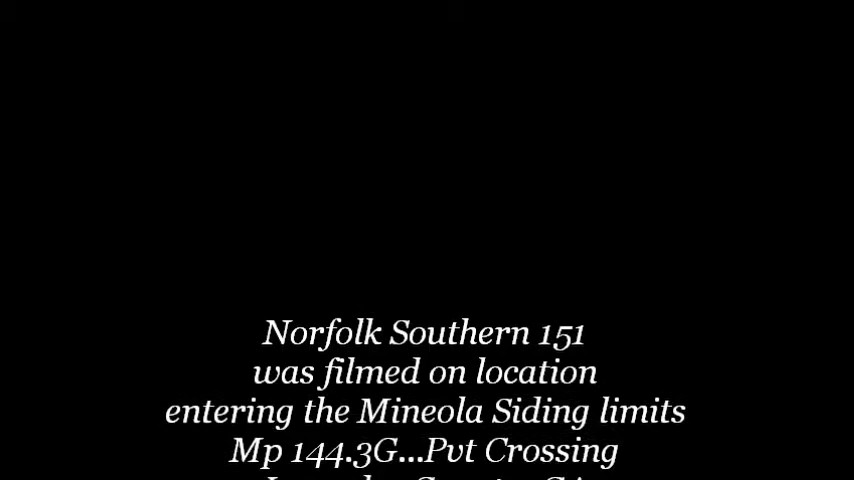 Norfolk Southern 151
was filmed on location
entering the Mineola Siding limits
Mp 144.3G...Pvt Crossing